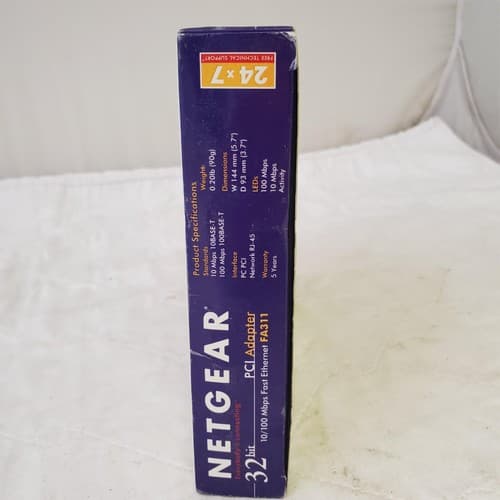 NETGEAR®
Everybody's connecting.
32 bit PCI Adapter
10/100 Mbps Fast Ethernet FA311
Product Specifications
Standards
10 Mbps 10BASE-T
100 Mbps 100BASE-T
Interface
PC PCI
Network RJ-45
Warranty
5 Years
Weight
0.20lb (90g)
Dimensions
W 144 mm (5.7")
D 93 mm (3.7")
LEDs
100 Mbps
10 Mbps
Activity
24 x 7
FREE TECHNICAL SUPPORT*